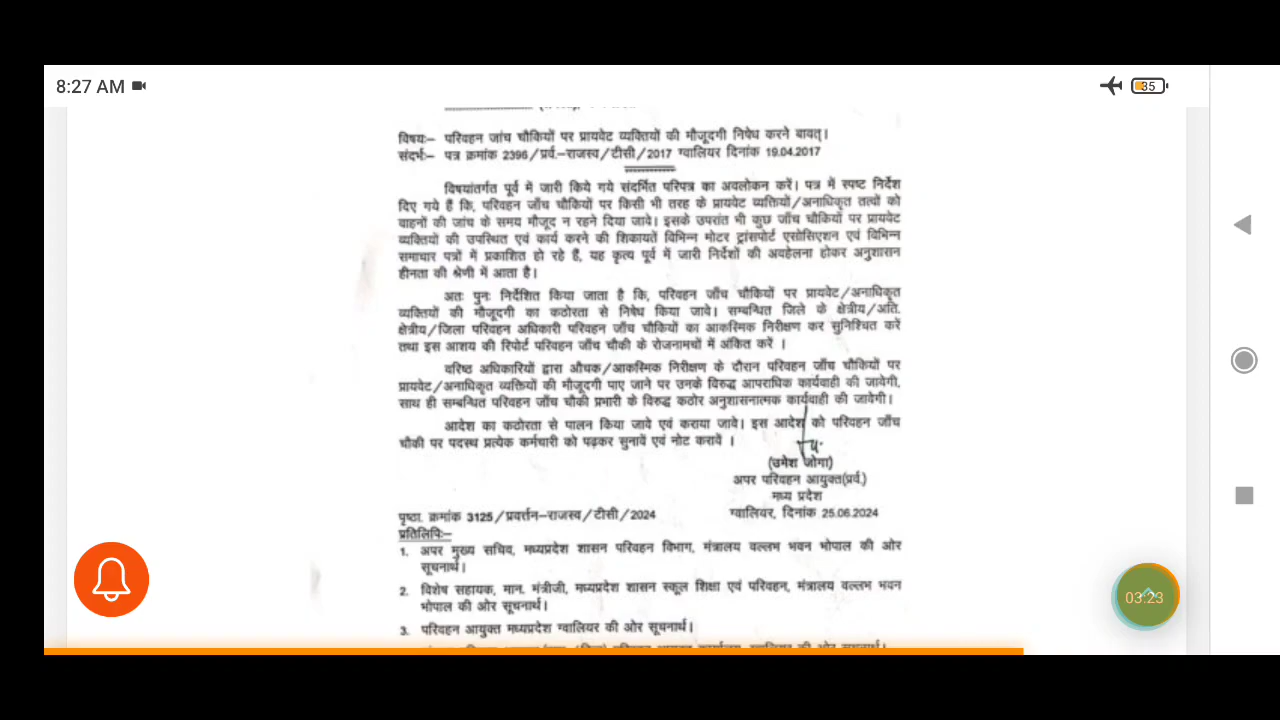 8:27 AM
35
विषयः– परिवहन जांच चौकियों पर प्रायवेट व्यक्तियों की मौजूदगी निषेध करने बावत्।
संदर्भः– पत्र क्रमांक 2396/प्रर्व.–राजस्व/टीसी/2017 ग्वालियर दिनांक 19.04.2017
विषयांतर्गत पूर्व में जारी किये गये संदर्भित परिपत्र का अवलोकन करें। पत्र में स्पष्ट निर्देश
दिए गये हैं कि, परिवहन जाँच चौकियों पर किसी भी तरह के प्रायवेट व्यक्तियों/अनाधिकृत तत्वों को
वाहनों की जांच के समय मौजूद न रहने दिया जावे। इसके उपरांत भी कुछ जाँच चौकियों पर प्रायवेट
व्यक्तियों की उपस्थित एवं कार्य करने की शिकायतें विभिन्न मोटर ट्रांसपोर्ट एसोसिएशन एवं विभिन्न
समाचार पत्रों में प्रकाशित हो रहे हैं, यह कृत्य पूर्व में जारी निर्देशों की अवहेलना होकर अनुशासन
हीनता की श्रेणी में आता है।
अतः पुनः निर्देशित किया जाता है कि, परिवहन जाँच चौकियों पर प्रायवेट/अनाधिकृत
व्यक्तियों की मौजूदगी का कठोरता से निषेध किया जावे। सम्बन्धित जिले के क्षेत्रीय/अति.
क्षेत्रीय/जिला परिवहन अधिकारी परिवहन जाँच चौकियों का आकस्मिक निरीक्षण कर सुनिश्चित करें
तथा इस आशय की रिपोर्ट परिवहन जाँच चौकी के रोजनामचों में अंकित करें ।
वरिष्ठ अधिकारियों द्वारा औचक/आकस्मिक निरीक्षण के दौरान परिवहन जाँच चौकियों पर
प्रायवेट/अनाधिकृत व्यक्तियों की मौजूदगी पाए जाने पर उनके विरुद्ध आपराधिक कार्यवाही की जावेगी,
साथ ही सम्बन्धित परिवहन जाँच चौकी प्रभारी के विरुद्ध कठोर अनुशासनात्मक कार्यवाही की जावेगी।
आदेश का कठोरता से पालन किया जावे एवं कराया जावे। इस आदेश को परिवहन जाँच
चौकी पर पदस्थ प्रत्येक कर्मचारी को पढ़कर सुनावें एवं नोट करावें ।
(उमेश जोगा)
अपर परिवहन आयुक्त(प्रर्व.)
मध्य प्रदेश
पृष्ठा. क्रमांक 3125/प्रवर्त्तन–राजस्व/टीसी/2024 ग्वालियर, दिनांक 25.06.2024
प्रतिलिपिः–
1. अपर मुख्य सचिव, मध्यप्रदेश शासन परिवहन विभाग, मंत्रालय वल्लभ भवन भोपाल की ओर
सूचनार्थ।
2. विशेष सहायक, मान. मंत्रीजी, मध्यप्रदेश शासन स्कूल शिक्षा एवं परिवहन, मंत्रालय वल्लभ भवन
भोपाल की ओर सूचनार्थ।
03:23
3. परिवहन आयुक्त मध्यप्रदेश ग्वालियर की ओर सूचनार्थ।